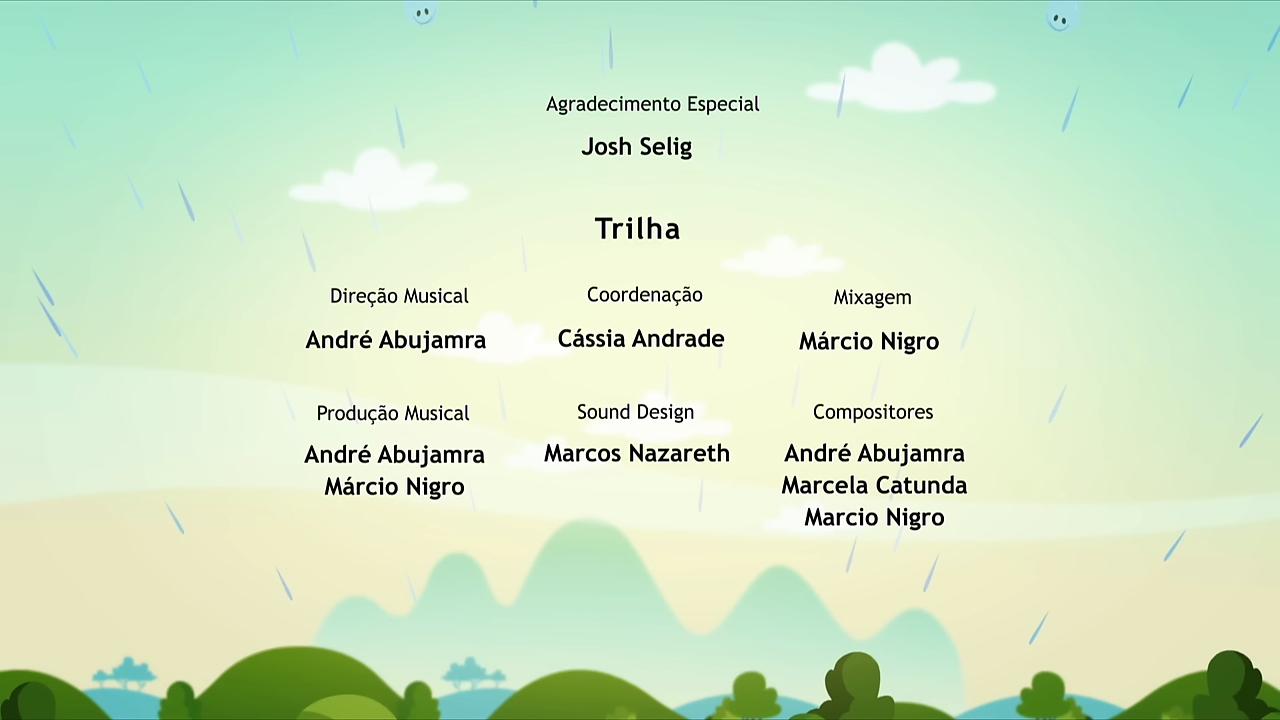 Agradecimento Especial
Josh Selig
Trilha
Direção Musical
André Abujamra
Coordenação
Cássia Andrade
Mixagem
Márcio Nigro
Produção Musical
André Abujamra
Márcio Nigro
Sound Design
Marcos Nazareth
Compositores
André Abujamra
Marcela Catunda
Marcio Nigro